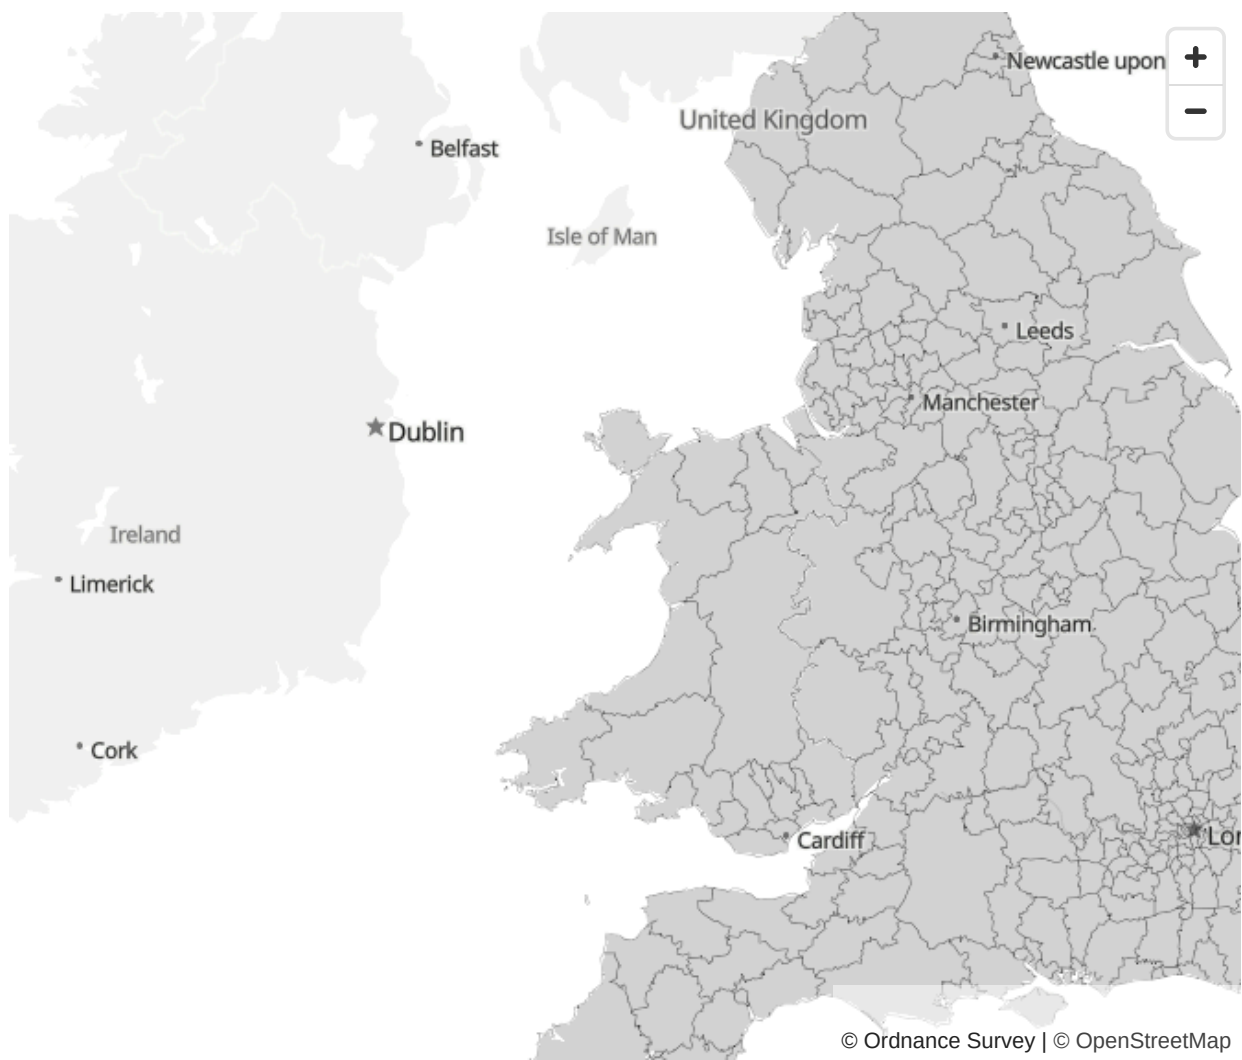 Newcastle upon
+
United Kingdom
−
Belfast
Isle of Man
Leeds
Manchester
Dublin
Ireland
Limerick
Birmingham
Cork
Cardiff
Lor
© Ordnance Survey | © OpenStreetMap